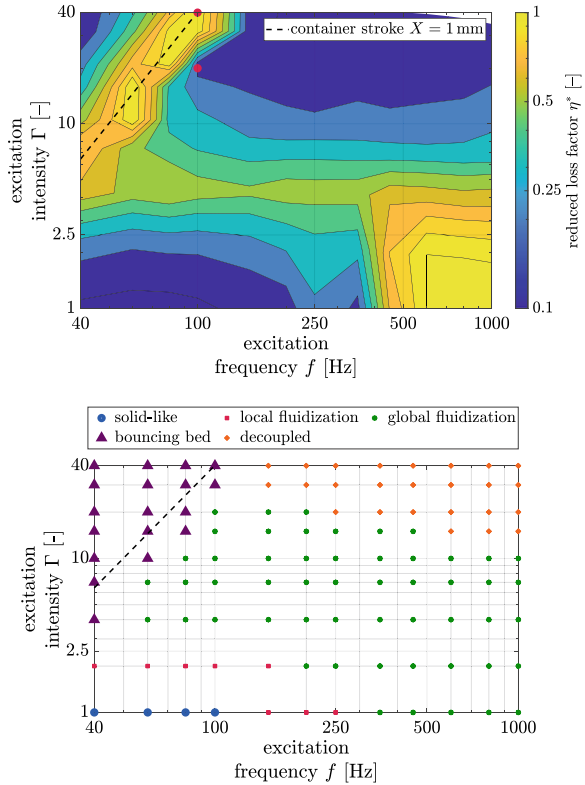 40
10
2.5
1
excitation
intensity Γ [−]
container stroke X = 1 mm
40
100
250
500
1000
excitation
frequency f [Hz]
1
0.5
0.25
0.1
reduced loss factor η* [−]
solid-like
local fluidization
global fluidization
bouncing bed
decoupled
40
10
2.5
1
excitation
intensity Γ [−]
40
100
250
500
1000
excitation
frequency f [Hz]